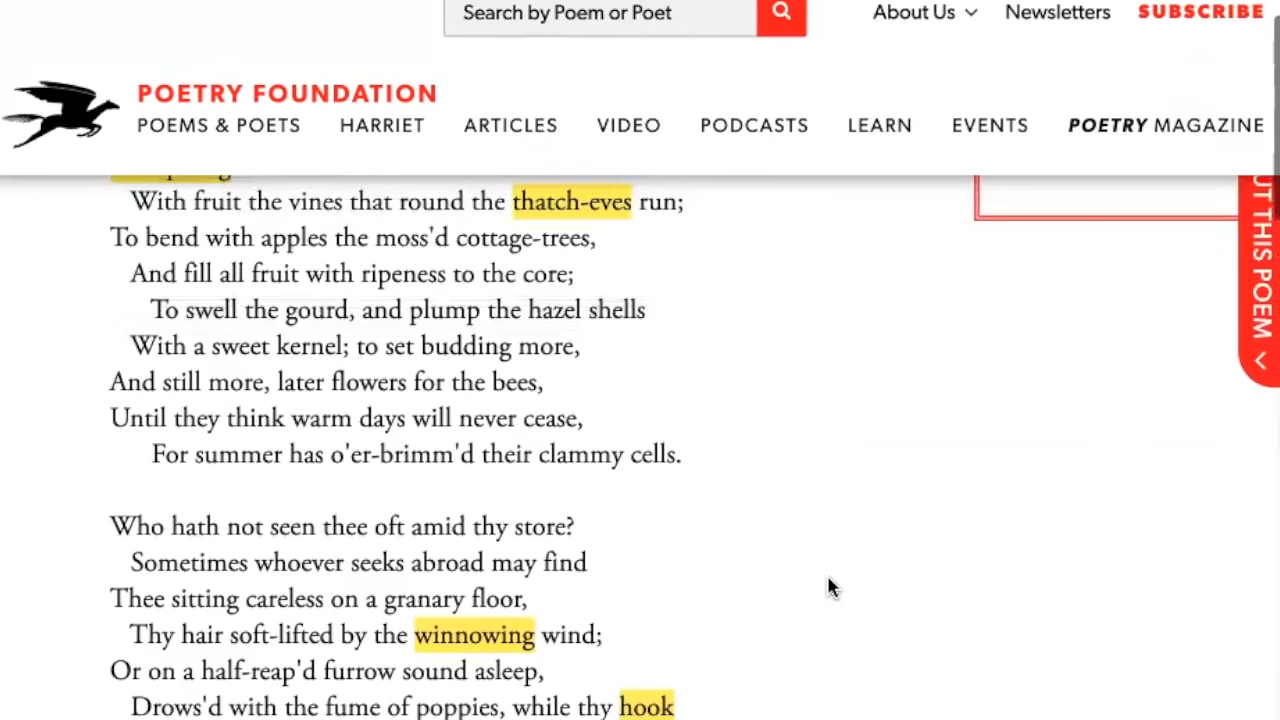 Search by Poem or Poet
About Us
Newsletters
SUBSCRIBE
POETRY FOUNDATION
POEMS & POETS
HARRIET
ARTICLES
VIDEO
PODCASTS
LEARN
EVENTS
POETRY MAGAZINE
With fruit the vines that round the thatch-eves run;
To bend with apples the moss'd cottage-trees,
And fill all fruit with ripeness to the core;
To swell the gourd, and plump the hazel shells
With a sweet kernel; to set budding more,
And still more, later flowers for the bees,
Until they think warm days will never cease,
For summer has o'er-brimm'd their clammy cells.
Who hath not seen thee oft amid thy store?
Sometimes whoever seeks abroad may find
Thee sitting careless on a granary floor,
Thy hair soft-lifted by the winnowing wind;
Or on a half-reap'd furrow sound asleep,
Drows'd with the fume of poppies, while thy hook
THIS POEM